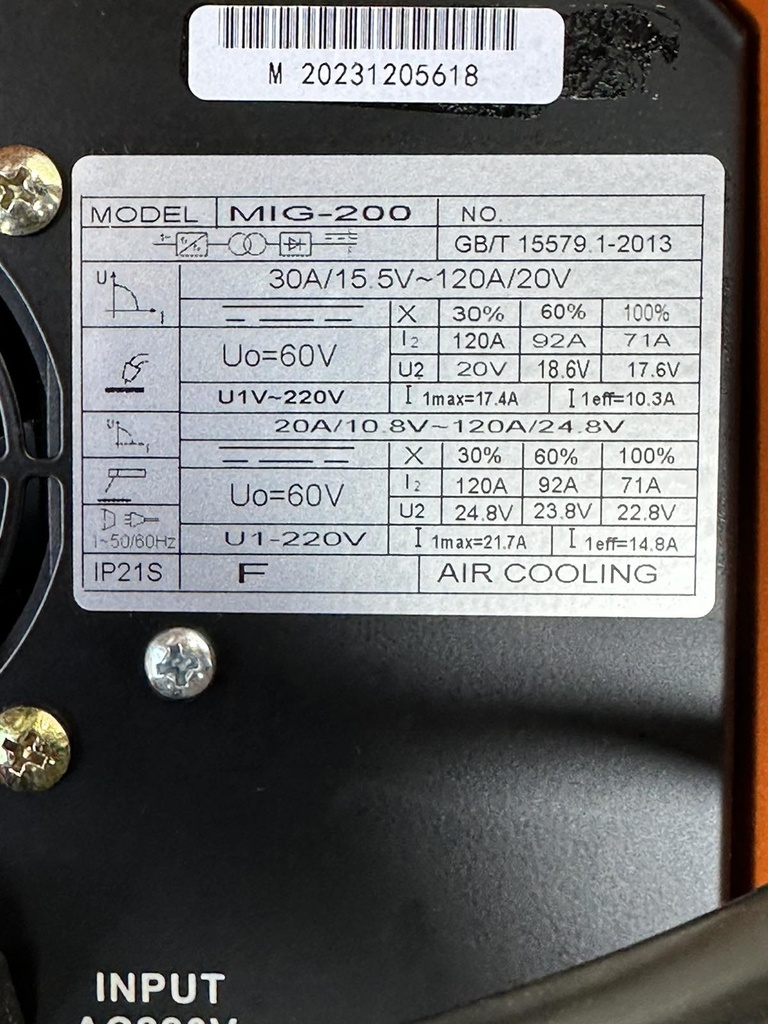 M 20231205618
MODEL MIG-200 NO.
GB/T 15579.1-2013
30A/15.5V~120A/20V
X 30% 60% 100%
Uo=60V
I2 120A 92A 71A
U2 20V 18.6V 17.6V
U1V~220V I 1max=17.4A I 1eff=10.3A
20A/10.8V~120A/24.8V
X 30% 60% 100%
Uo=60V
I2 120A 92A 71A
U2 24.8V 23.8V 22.8V
1~50/60Hz U1-220V I 1max=21.7A I 1eff=14.8A
IP21S F AIR COOLING
INPUT